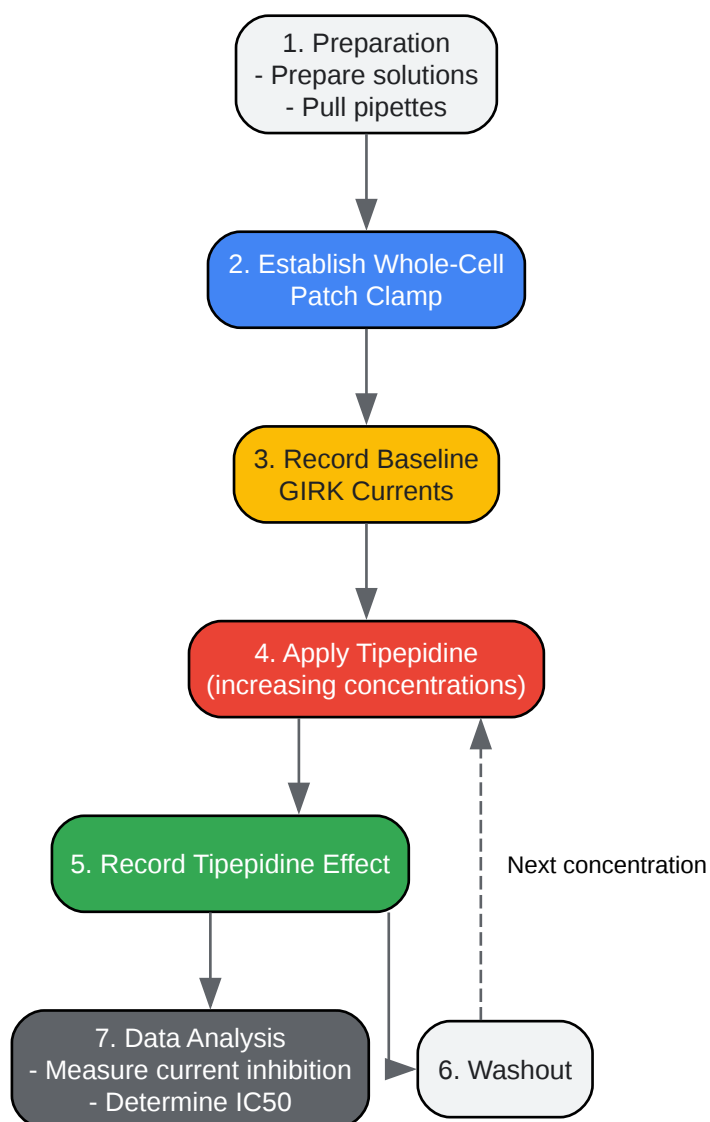 1. Preparation
- Prepare solutions
- Pull pipettes
2. Establish Whole-Cell
Patch Clamp
3. Record Baseline
GIRK Currents
4. Apply Tipepidine
(increasing concentrations)
5. Record Tipepidine Effect
Next concentration
7. Data Analysis
- Measure current inhibition
- Determine IC50
6. Washout